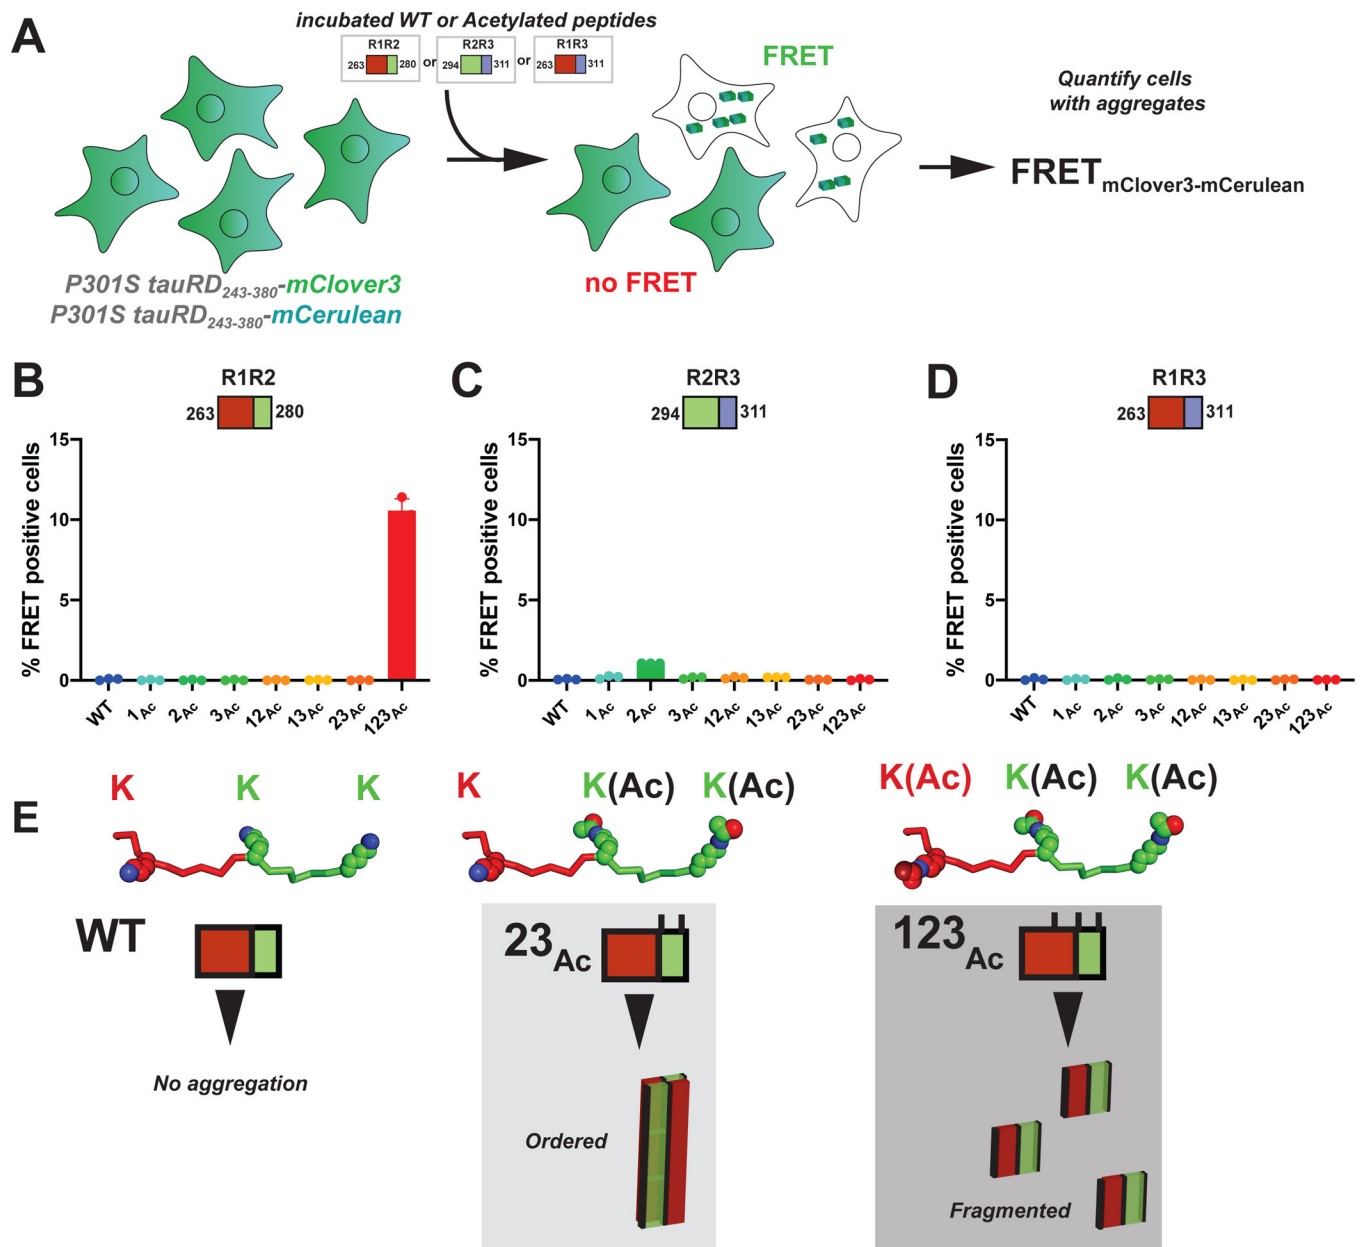 A
incubated WT or Acetylated peptides
R1R2 R2R3 R1R3
263 280 or 294 311 or 263 311
FRET
no FRET
Quantify cells
with aggregates
FRETmClover3-mCerulean
P301S tauRD243-380-mClover3
P301S tauRD243-380-mCerulean
B
R1R2
263 280
% FRET positive cells
15
10
5
0
WT 1Ac 2Ac 3Ac 12Ac 13Ac 23Ac 123Ac
C
R2R3
294 311
% FRET positive cells
15
10
5
0
WT 1Ac 2Ac 3Ac 12Ac 13Ac 23Ac 123Ac
D
R1R3
263 311
% FRET positive cells
15
10
5
0
WT 1Ac 2Ac 3Ac 12Ac 13Ac 23Ac 123Ac
E
K K K
WT
No aggregation
K K(Ac) K(Ac)
23Ac
Ordered
K(Ac) K(Ac) K(Ac)
123Ac
Fragmented